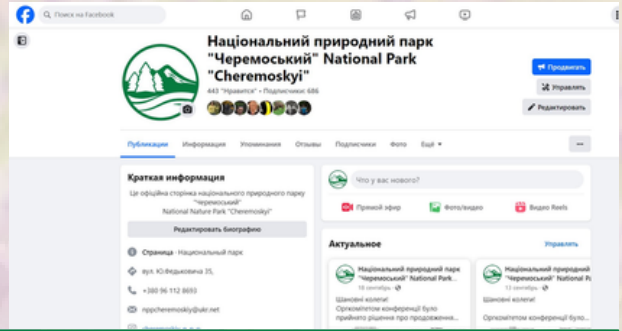 Поиск на Facebook
Національний природний парк
"Черемоський" National Park
"Cheremoskyi"
443 "Нравится" • Подписчики: 686
Продвигать
Управлять
Редактировать
Публикации Информация Упоминания Отзывы Подписчики Фото Ещё
Краткая информация
Це офіційна сторінка національного природного парку
"Черемоський"
National Nature Park "Cheremoskyi"
Редактировать биографию
Страница · Национальный парк
вул. Ю.Федьковича 35,
+380 96 112 8693
nppcheremoskiy@ukr.net
Что у вас нового?
Прямой эфир Фото/видео Видео Reels
Актуальное Управлять
Національний природний парк
"Черемоський" National Park...
18 сентября ·
Шановні колеги!
Оргкомітетом конференції було
прийнято рішення про продовження...
Національний природний
"Черемоський" National P
13 сентября ·
Шановні колеги!
Оргкомітетом конференції було